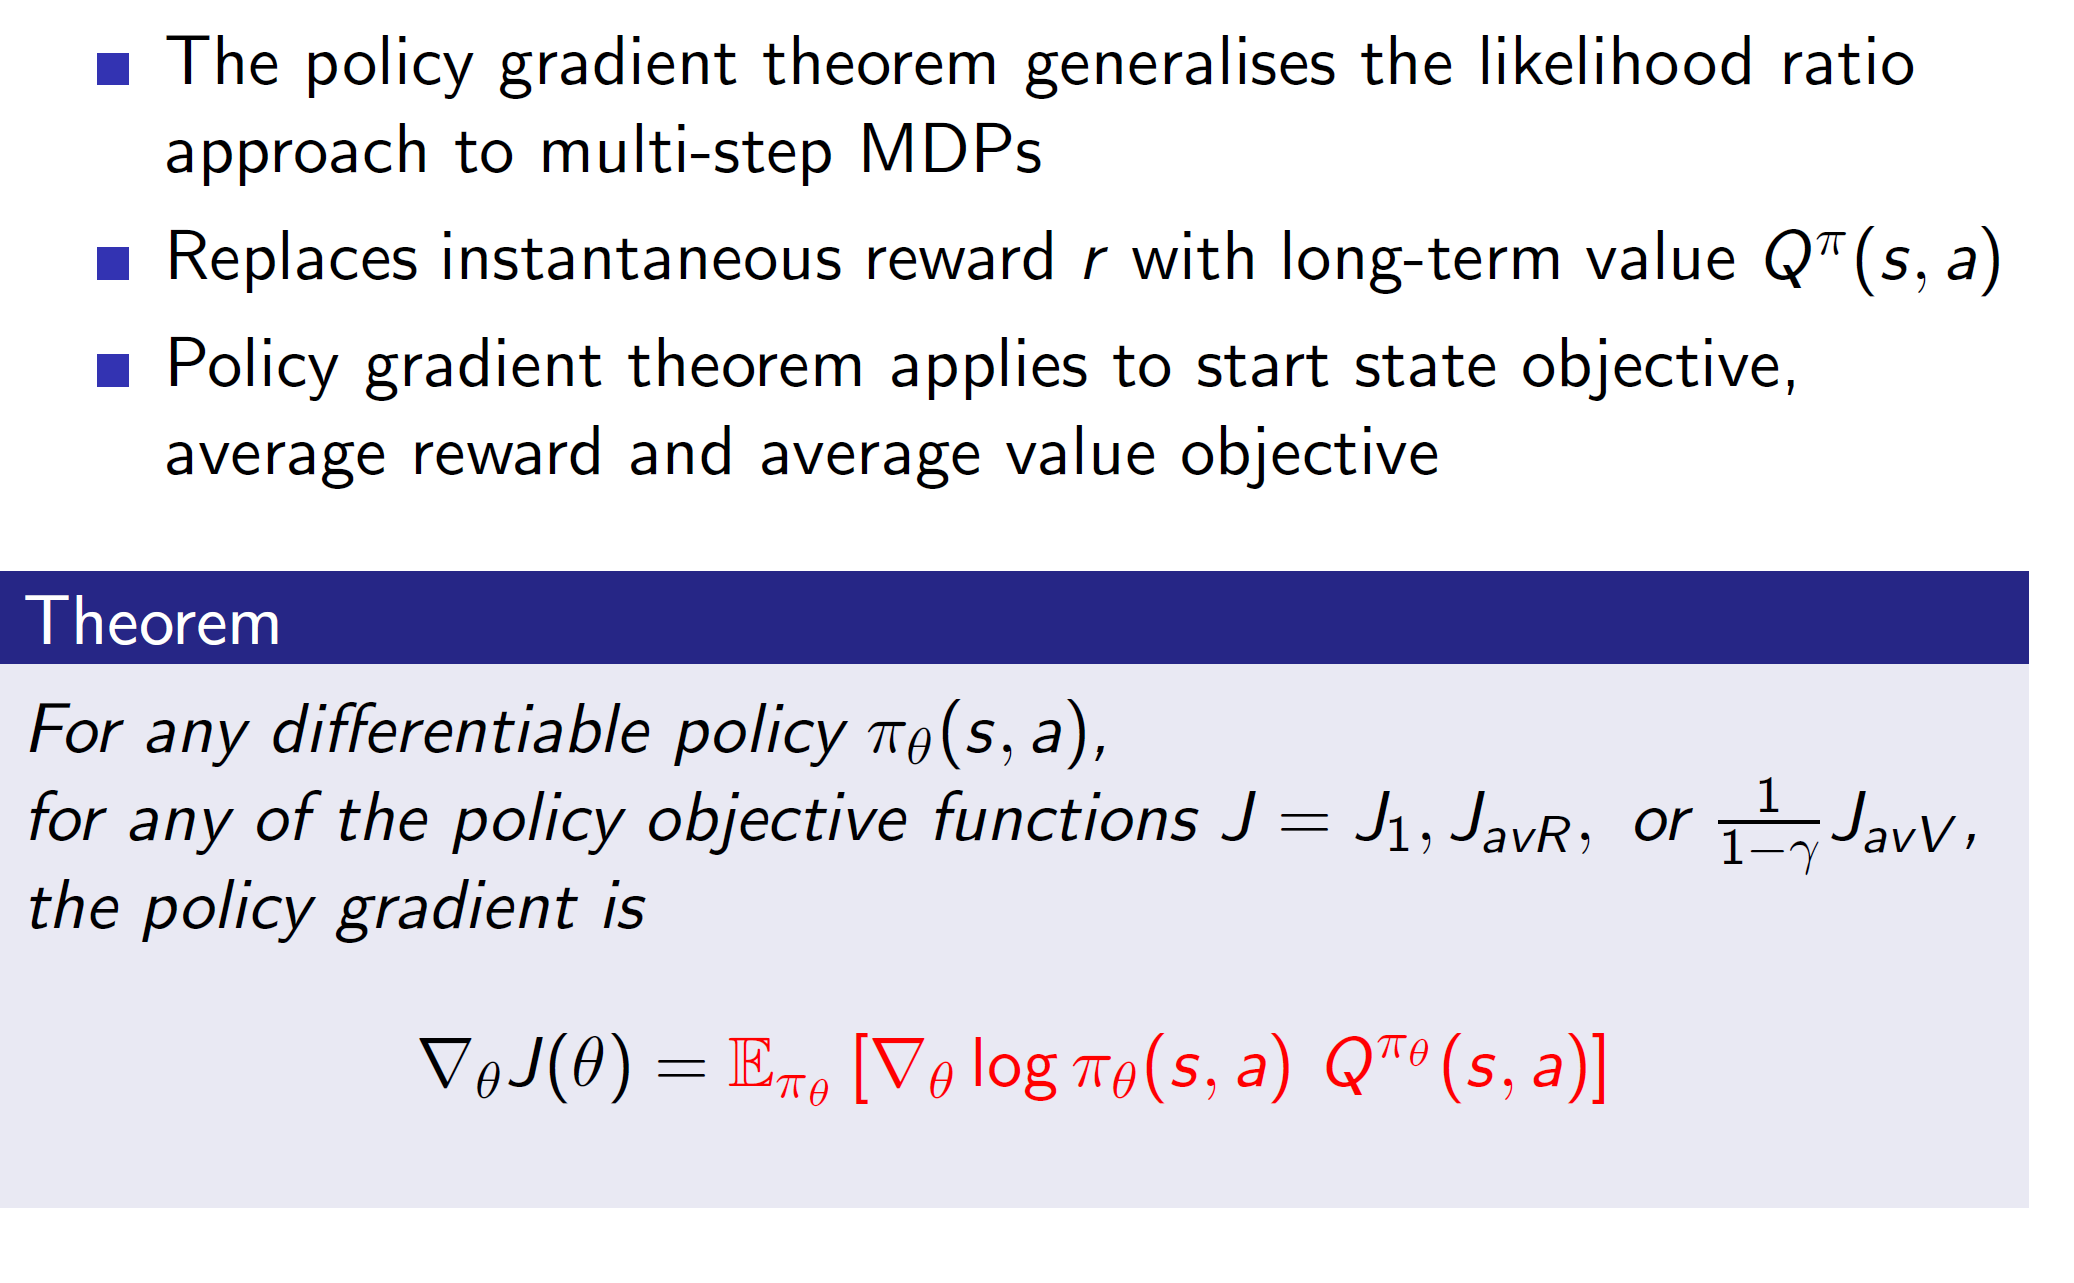 The policy gradient theorem generalises the likelihood ratio
approach to multi-step MDPs
Replaces instantaneous reward r with long-term value $Q^{\pi}(s, a)$
Policy gradient theorem applies to start state objective,
average reward and average value objective
Theorem
For any differentiable policy $\pi_{\theta}(s, a)$,
for any of the policy objective functions $J = J_1, J_{avR},$ or $\frac{1}{1-\gamma} J_{avV}$,
the policy gradient is
$\nabla_{\theta} J(\theta) = \mathbb{E}_{\pi_{\theta}} [\nabla_{\theta} \log \pi_{\theta}(s, a) \ Q^{\pi_{\theta}}(s, a)]$